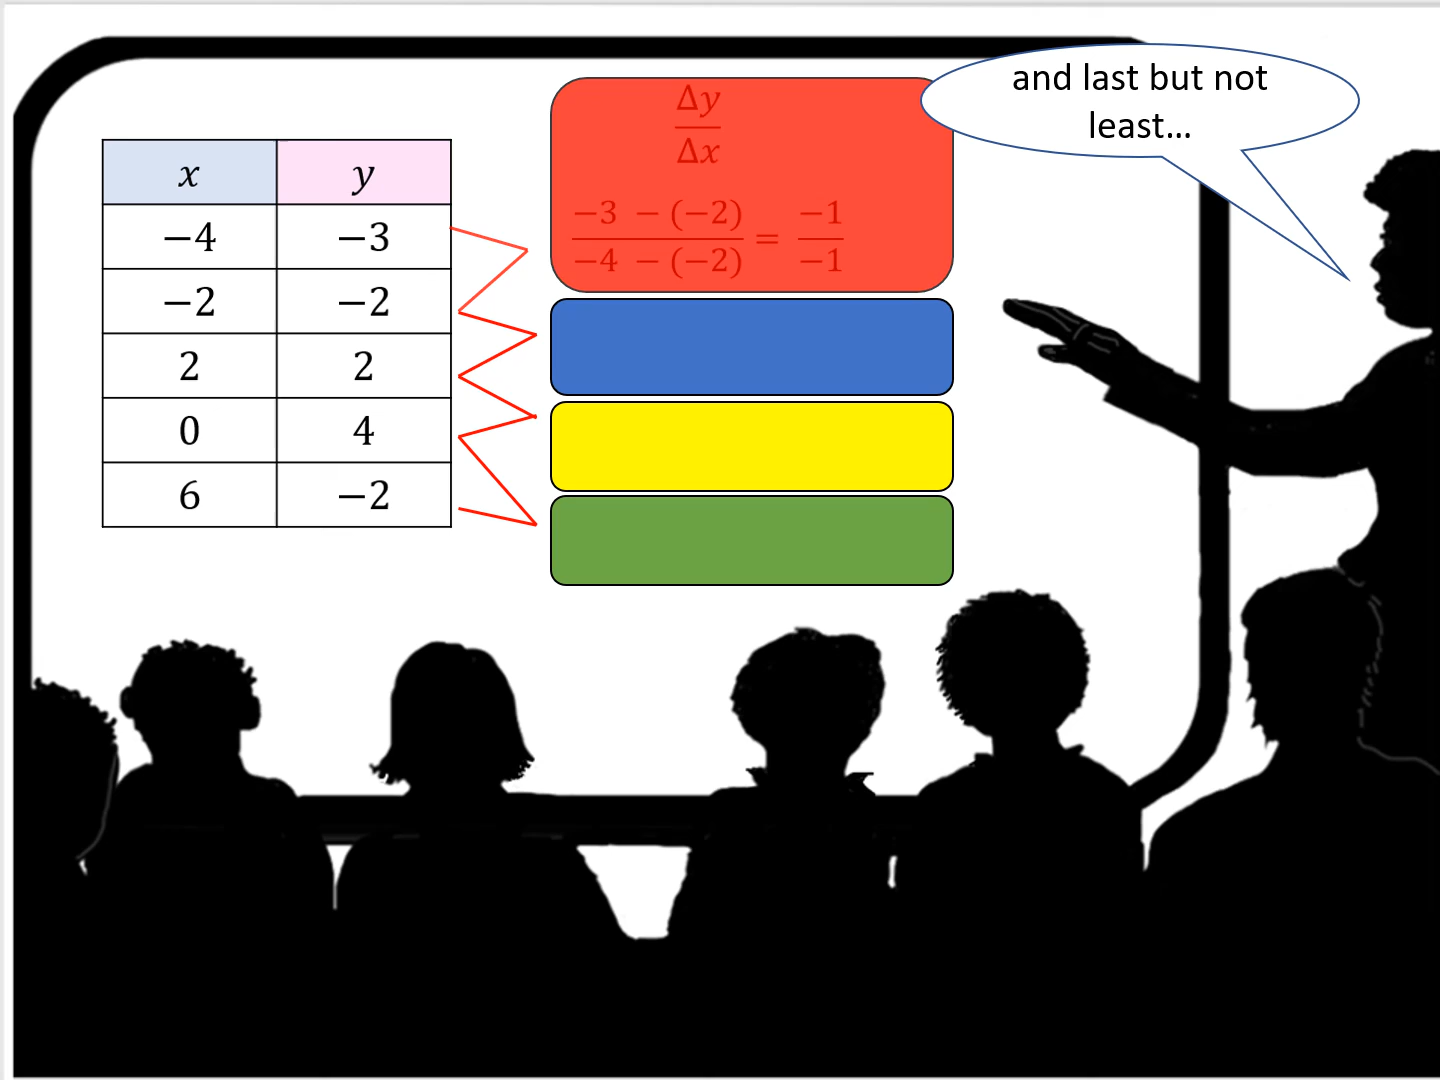 and last but not
least...
x y
−4 −3
−2 −2
2 2
0 4
6 −2
Δy
Δx
−3 − (−2) −1
=
−4 − (−2) −1